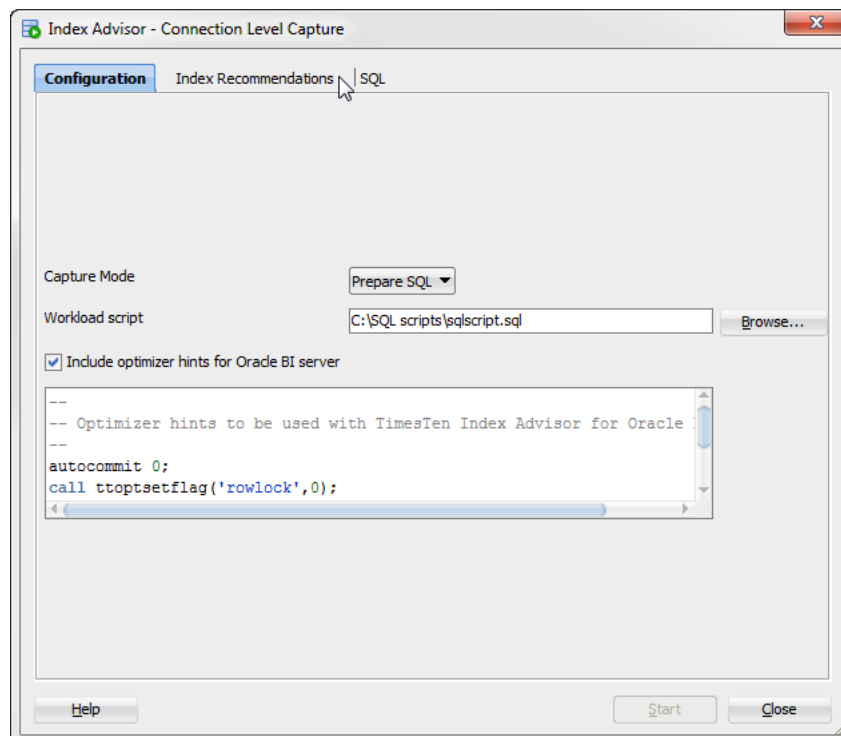 Index Advisor - Connection Level Capture
Configuration Index Recommendations SQL
Capture Mode Prepare SQL
Workload script C:\SQL scripts\sqlscript.sql Browse...
Include optimizer hints for Oracle BI server
--
-- Optimizer hints to be used with TimesTen Index Advisor for Oracle
--
autocommit 0;
call ttoptsetflag('rowlock',0);
Help Start Close